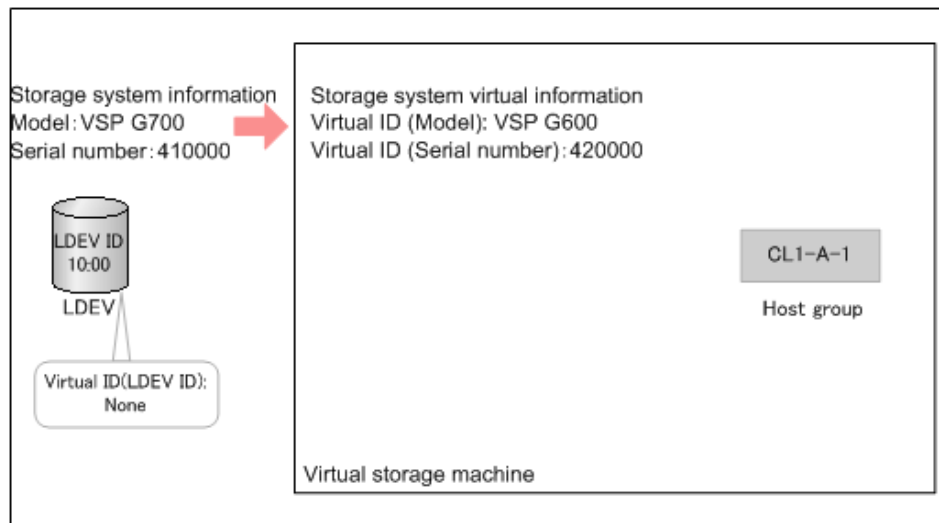 Storage system information
Model:VSP G700
Serial number:410000
Storage system virtual information
Virtual ID (Model): VSP G600
Virtual ID (Serial number):420000
LDEV ID
10:00
LDEV
Virtual ID(LDEV ID):
None
CL1-A-1
Host group
Virtual storage machine